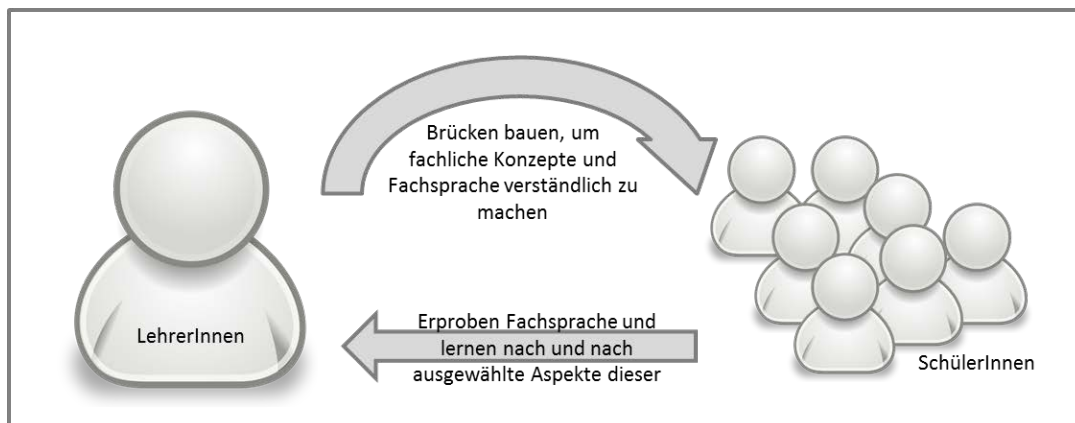 Brücken bauen, um
fachliche Konzepte und
Fachsprache verständlich zu
machen
LehrerInnen
Erproben Fachsprache und
lernen nach und nach
ausgewählte Aspekte dieser
SchülerInnen